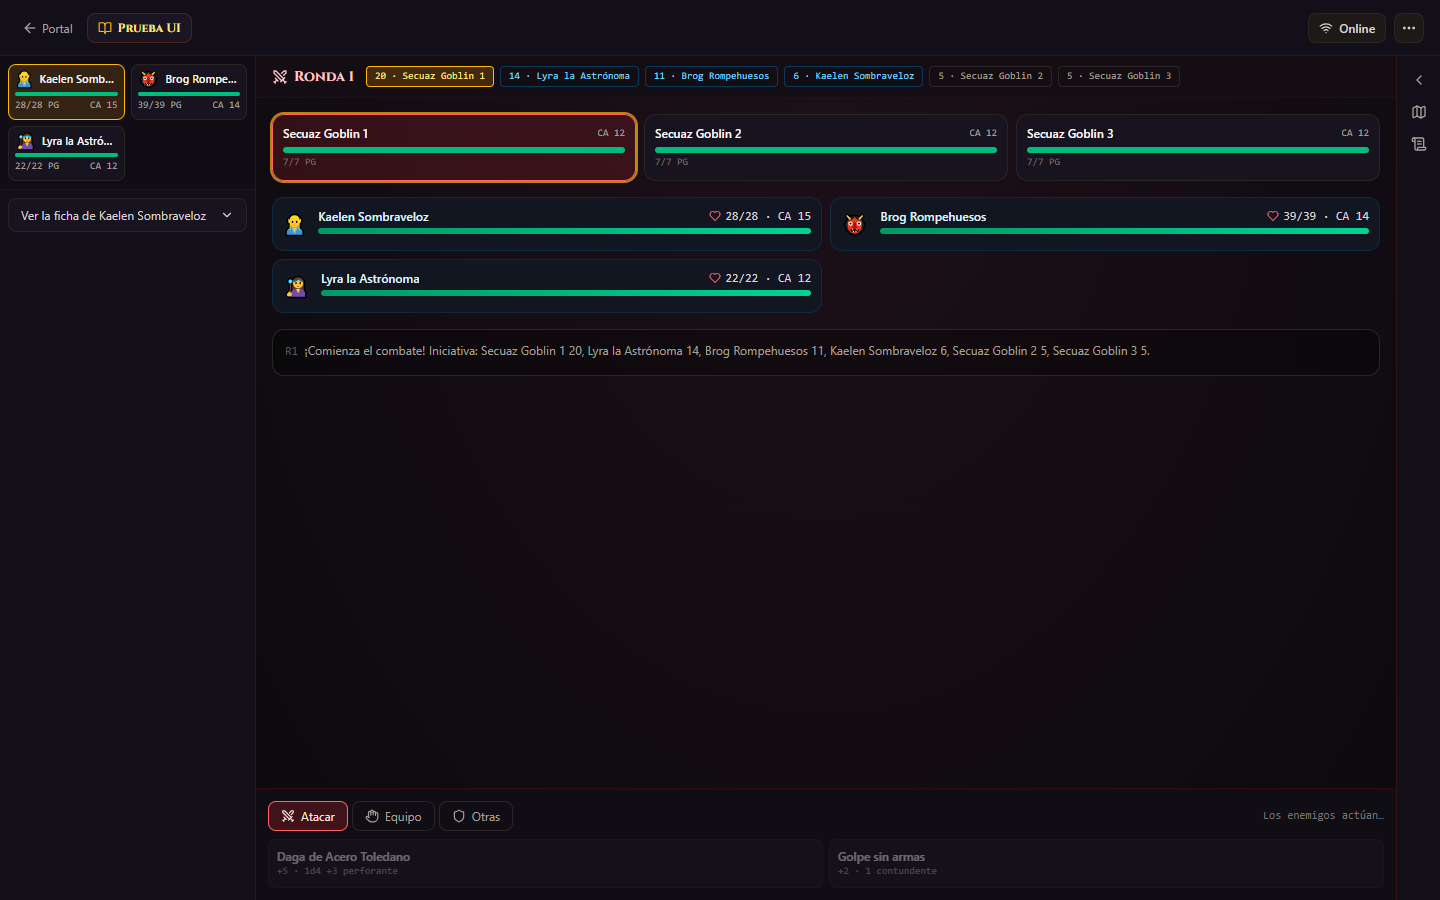 Portal
Prueba UI
Online
Kaelen Somb...
28/28 PG CA 15
Brog Rompe...
39/39 PG CA 14
Lyra la Astró...
22/22 PG CA 12
Ver la ficha de Kaelen Sombraveloz
Ronda 1
20 · Secuaz Goblin 1
14 · Lyra la Astrónoma
11 · Brog Rompehuesos
6 · Kaelen Sombraveloz
5 · Secuaz Goblin 2
5 · Secuaz Goblin 3
Secuaz Goblin 1 CA 12
7/7 PG
Secuaz Goblin 2 CA 12
7/7 PG
Secuaz Goblin 3 CA 12
7/7 PG
Kaelen Sombraveloz 28/28 · CA 15
Brog Rompehuesos 39/39 · CA 14
Lyra la Astrónoma 22/22 · CA 12
R1 ¡Comienza el combate! Iniciativa: Secuaz Goblin 1 20, Lyra la Astrónoma 14, Brog Rompehuesos 11, Kaelen Sombraveloz 6, Secuaz Goblin 2 5, Secuaz Goblin 3 5.
Atacar
Equipo
Otras
Los enemigos actúan…
Daga de Acero Toledano
+5 · 1d4 +3 perforante
Golpe sin armas
+2 · 1 contundente